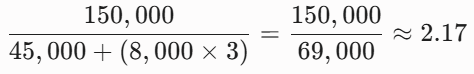 150,000 / (45,000 + (8,000 × 3)) = 150,000 / 69,000 ≈ 2.17